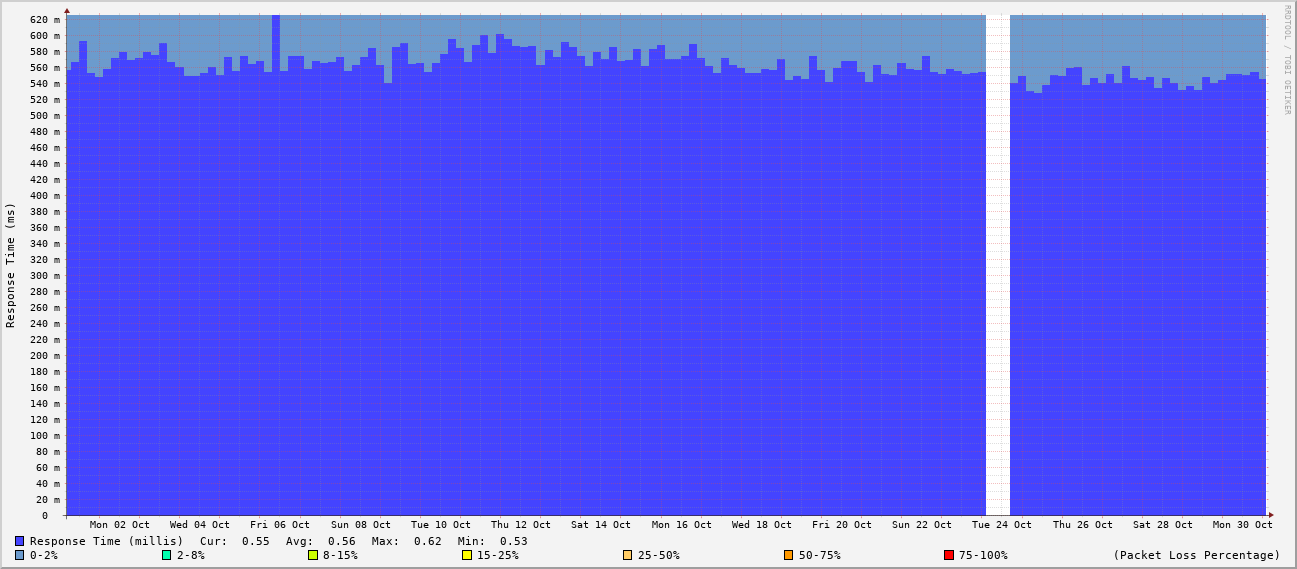 620 m
600 m
580 m
560 m
540 m
520 m
500 m
480 m
460 m
440 m
420 m
400 m
380 m
360 m
340 m
320 m
300 m
280 m
260 m
240 m
220 m
200 m
180 m
160 m
140 m
120 m
100 m
80 m
60 m
40 m
20 m
0
Response Time (ms)
RRDTOOL / TOBI OETIKER
Mon 02 Oct Wed 04 Oct Fri 06 Oct Sun 08 Oct Tue 10 Oct Thu 12 Oct Sat 14 Oct Mon 16 Oct Wed 18 Oct Fri 20 Oct Sun 22 Oct Tue 24 Oct Thu 26 Oct Sat 28 Oct Mon 30 Oct
Response Time (millis) Cur: 0.55 Avg: 0.56 Max: 0.62 Min: 0.53
0-2% 2-8% 8-15% 15-25% 25-50% 50-75% 75-100% (Packet Loss Percentage)